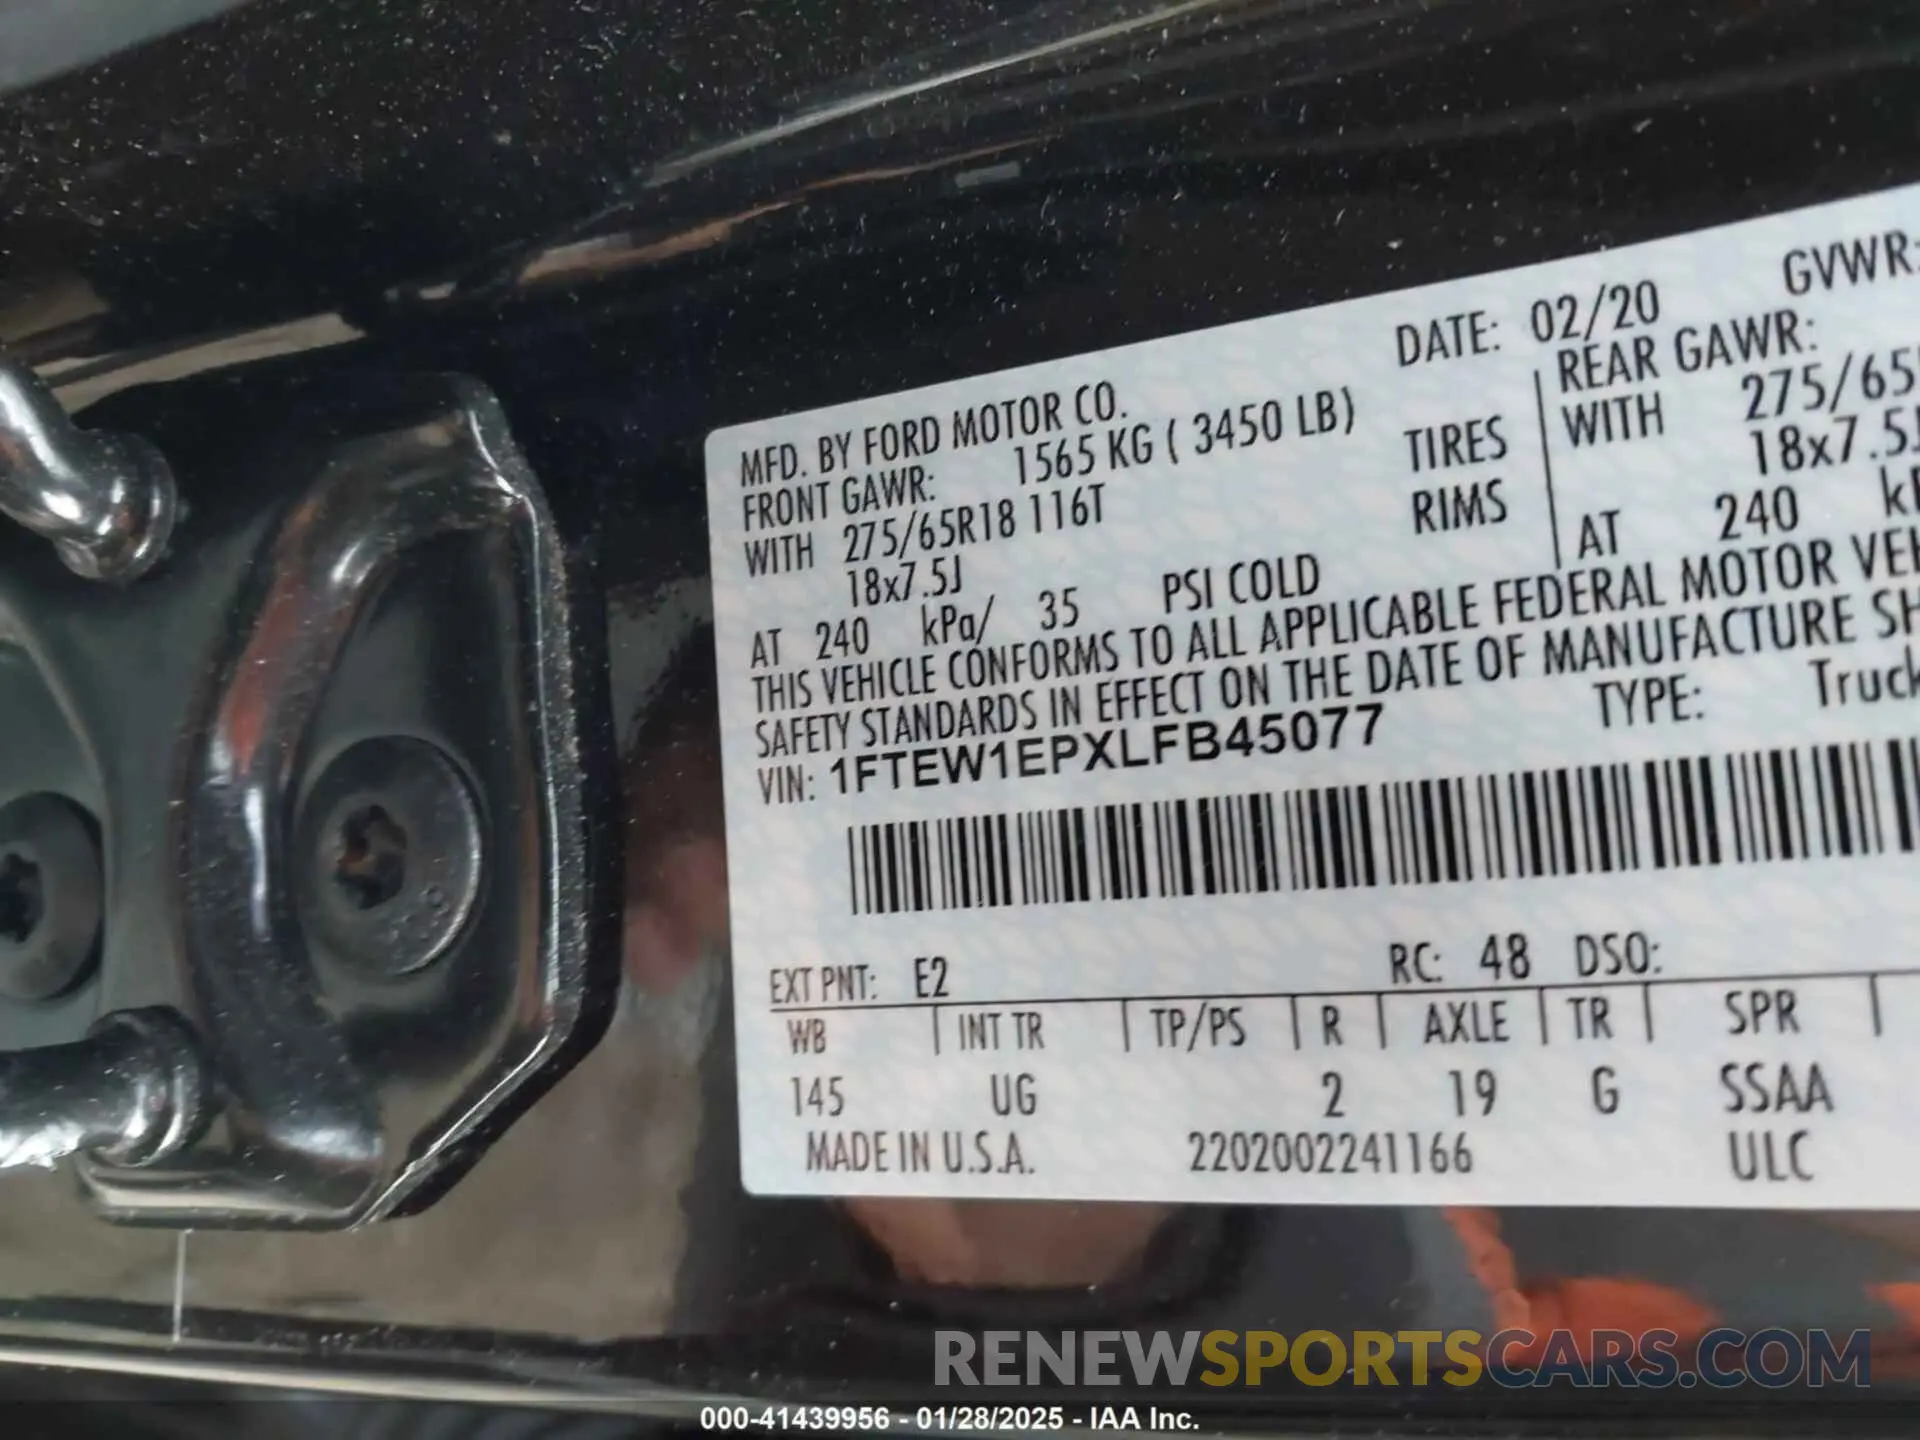 MFD. BY FORD MOTOR CO.
DATE: 02/20
GVWR:
FRONT GAWR: 1565 KG ( 3450 LB)
REAR GAWR:
WITH 275/65R18 116T
TIRES
WITH 275/65
18x7.5J
RIMS
18x7.5J
AT 240 kPa/ 35 PSI COLD
AT 240
THIS VEHICLE CONFORMS TO ALL APPLICABLE FEDERAL MOTOR
SAFETY STANDARDS IN EFFECT ON THE DATE OF MANUFACTURE
VIN: 1FTEW1EPXLFB45077
TYPE: Truck
EXT PNT: E2
RC: 48 DSO:
WB INT TR TP/PS R AXLE TR SPR
145 UG 2 19 G SSAA
MADE IN U.S.A. 2202002241166 ULC
RENEWSPORTSCARS.COM
000-41439956 - 01/28/2025 - IAA Inc.